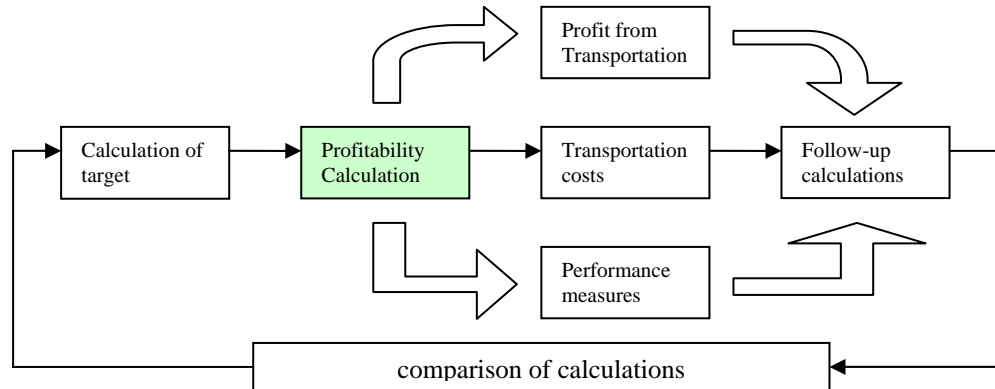 Profit from
Transportation
Calculation of
target
Profitability
Calculation
Transportation
costs
Follow-up
calculations
Performance
measures
comparison of calculations